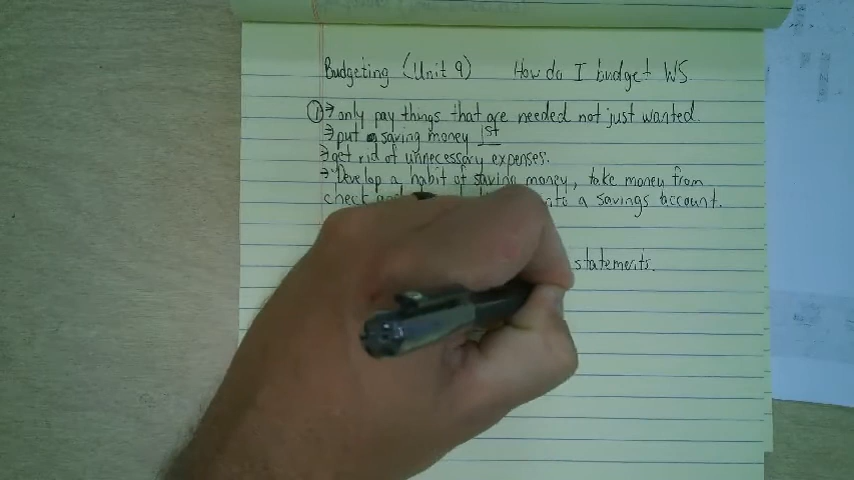 Budgeting (Unit 9) How do I budget WS
① → only pay things that are needed not just wanted.
→ put saving money 1st
→ get rid of unnecessary expenses.
→ Develop a habit of saving money, take money from
check a savings account.
statements.